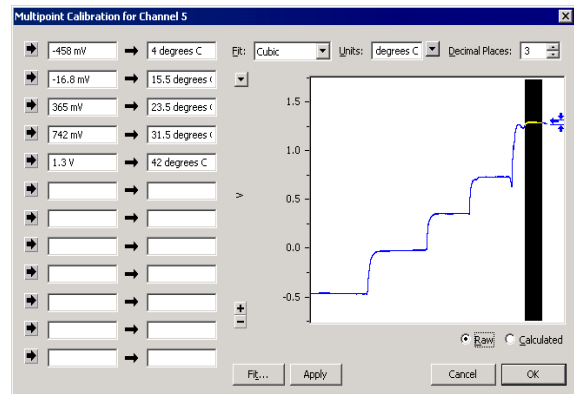 Multipoint Calibration for Channel 5
-458 mV 4 degrees C Fit: Cubic Units: degrees C Decimal Places: 3
-16.8 mV 15.5 degrees
365 mV 23.5 degrees
742 mV 31.5 degrees
1.3 V 42 degrees C
1.5
1.0
V
0.5
0.0
-0.5
+
−
Raw Calculated
Fit... Apply Cancel OK